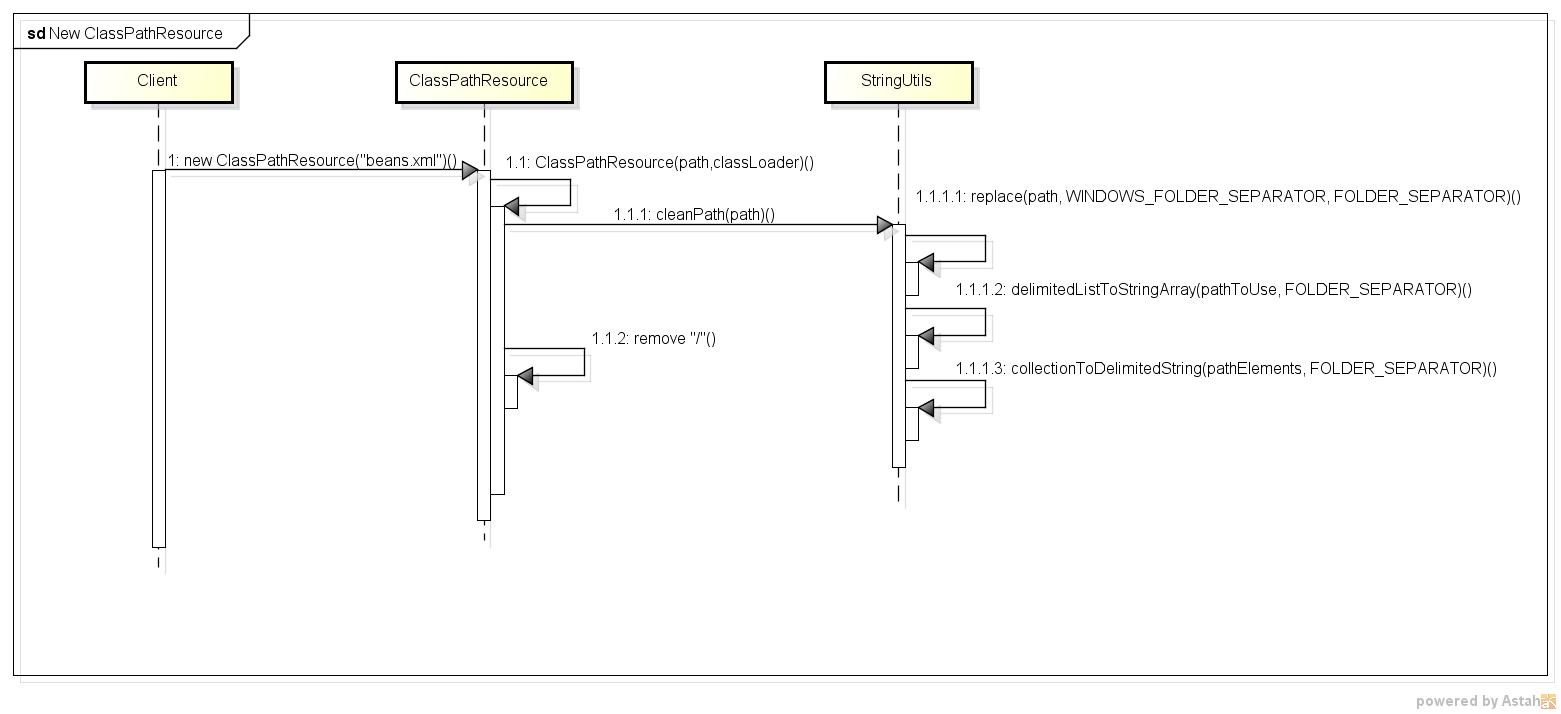 sd New ClassPathResource
Client
ClassPathResource
StringUtils
1: new ClassPathResource("beans.xml")()
1.1: ClassPathResource(path,classLoader)()
1.1.1: cleanPath(path)()
1.1.1.1: replace(path, WINDOWS_FOLDER_SEPARATOR, FOLDER_SEPARATOR)()
1.1.1.2: delimitedListToStringArray(pathToUse, FOLDER_SEPARATOR)()
1.1.2: remove "/"()
1.1.1.3: collectionToDelimitedString(pathElements, FOLDER_SEPARATOR)()
powered by Astah